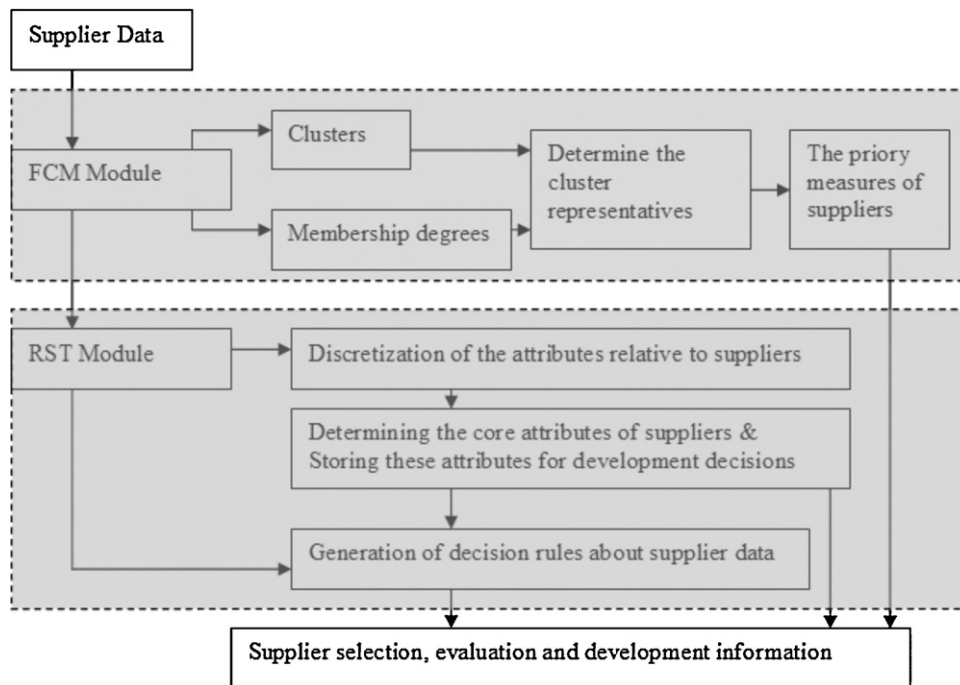 Supplier Data
FCM Module
Clusters
Membership degrees
Determine the
cluster
representatives
The priory
measures of
suppliers
RST Module
Discretization of the attributes relative to suppliers
Determining the core attributes of suppliers &
Storing these attributes for development decisions
Generation of decision rules about supplier data
Supplier selection, evaluation and development information